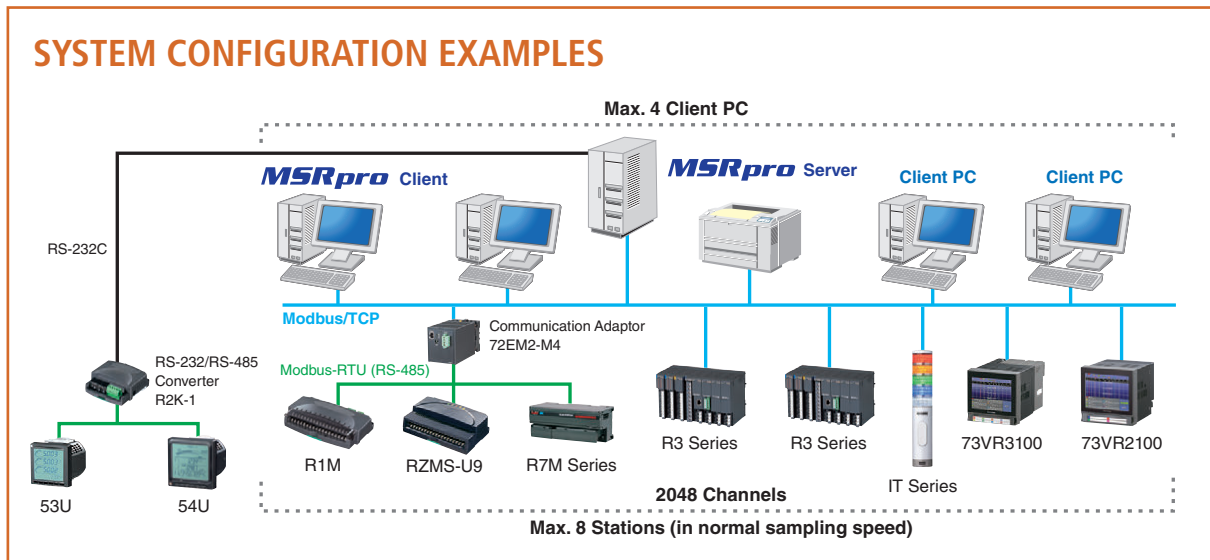 SYSTEM CONFIGURATION EXAMPLES
Max. 4 Client PC
MSRpro Client
MSRpro Server
Client PC
Client PC
RS-232C
Modbus/TCP
Communication Adaptor
72EM2-M4
RS-232/RS-485
Converter
R2K-1
Modbus-RTU (RS-485)
R3 Series
R3 Series
73VR3100
73VR2100
R1M
RZMS-U9
R7M Series
IT Series
53U
54U
2048 Channels
Max. 8 Stations (in normal sampling speed)